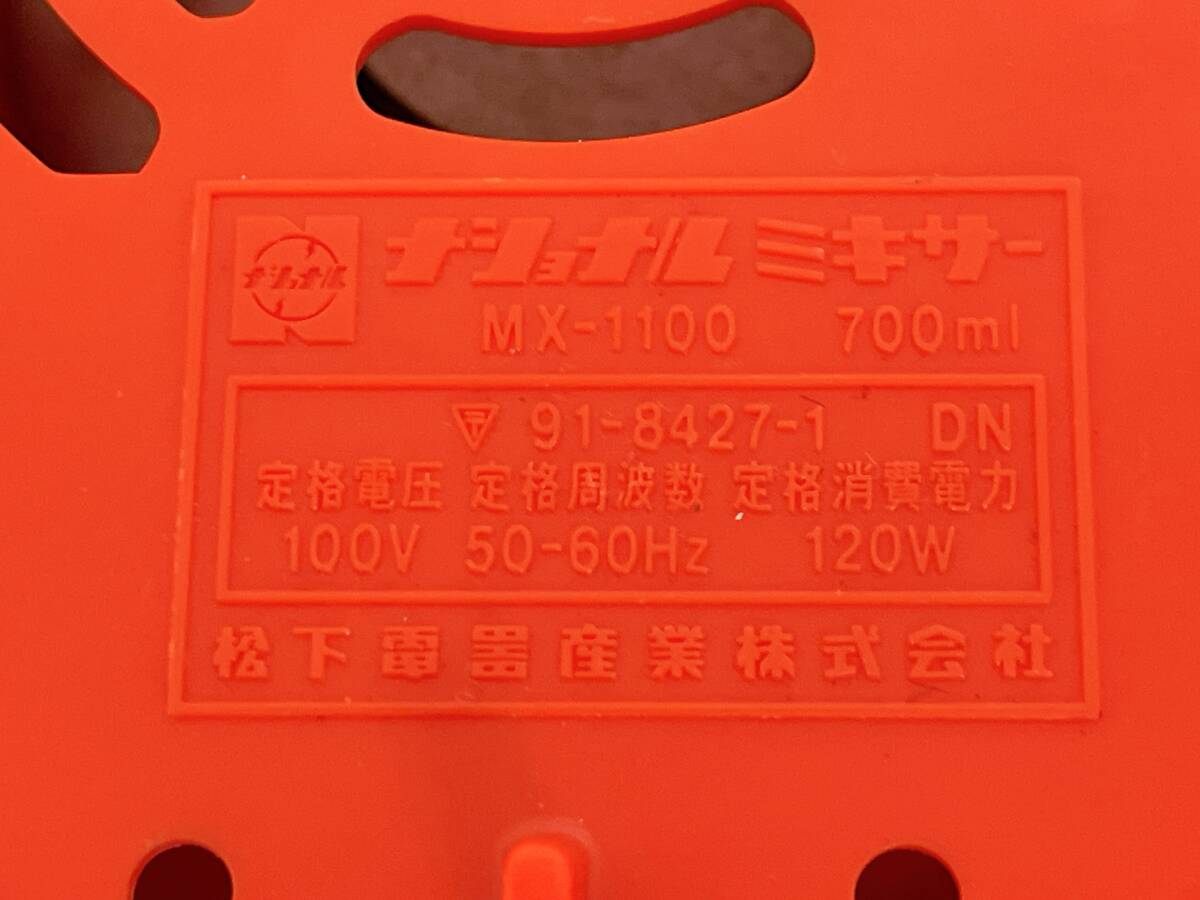 ナショナル
ナショナル ミキサー
MX-1100 700ml
〒 91-8427-1 DN
定格電圧 定格周波数 定格消費電力
100V 50-60Hz 120W
松下電器産業株式会社